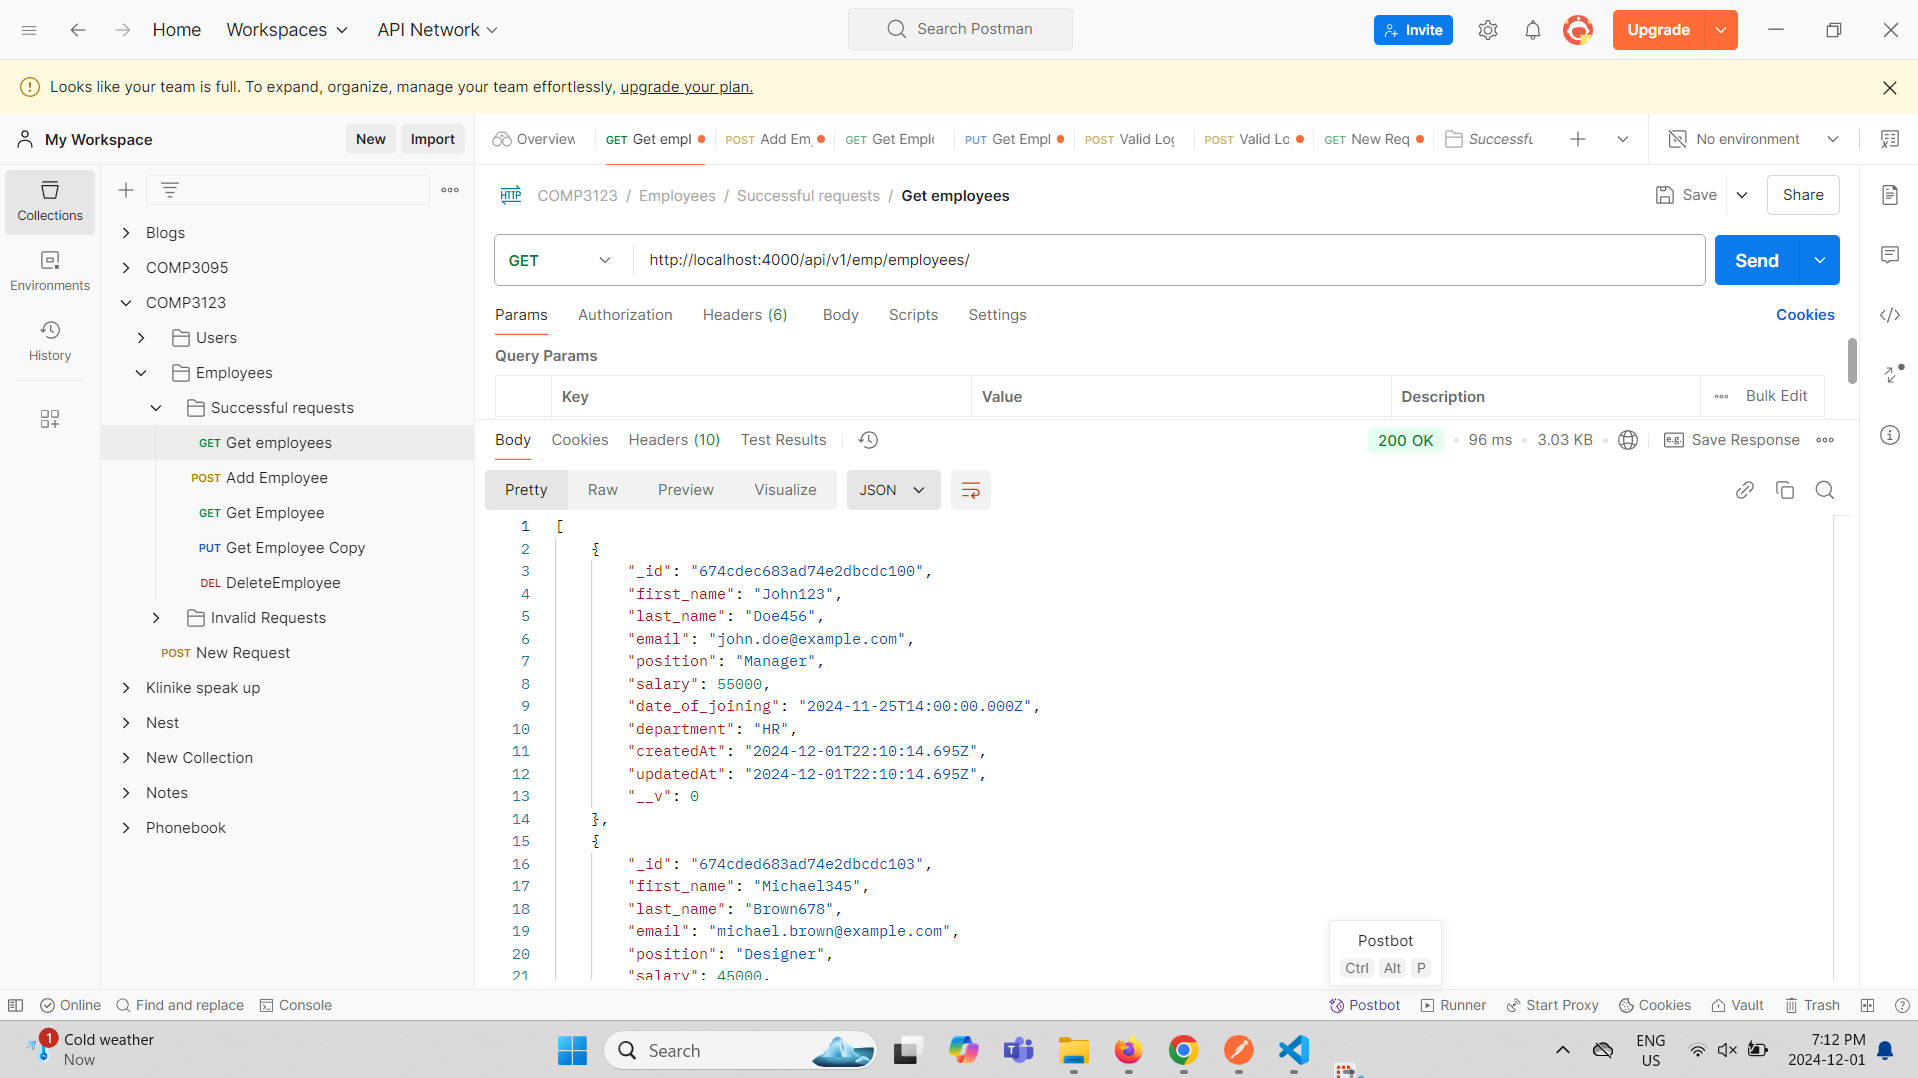 Home
Workspaces
API Network
Search Postman
Invite
Upgrade
Looks like your team is full. To expand, organize, manage your team effortlessly, upgrade your plan.
My Workspace
New
Import
Overview
GET Get empl
POST Add Em
GET Get Emplo
PUT Get Empl
POST Valid Log
POST Valid Lo
GET New Req
Successfu
No environment
Collections
Environments
History
Blogs
COMP3095
COMP3123
Users
Employees
Successful requests
GET Get employees
POST Add Employee
GET Get Employee
PUT Get Employee Copy
DEL DeleteEmployee
Invalid Requests
POST New Request
Klinike speak up
Nest
New Collection
Notes
Phonebook
HTTP COMP3123 / Employees / Successful requests / Get employees
Save
Share
GET
http://localhost:4000/api/v1/emp/employees/
Send
Params Authorization Headers (6) Body Scripts Settings
Cookies
Query Params
Key Value Description Bulk Edit
Body Cookies Headers (10) Test Results
200 OK 96 ms 3.03 KB
e.g. Save Response
Pretty Raw Preview Visualize JSON
1 [
2 {
3 "_id": "674cdec683ad74e2dbcdc100",
4 "first_name": "John123",
5 "last_name": "Doe456",
6 "email": "john.doe@example.com",
7 "position": "Manager",
8 "salary": 55000,
9 "date_of_joining": "2024-11-25T14:00:00.000Z",
10 "department": "HR",
11 "createdAt": "2024-12-01T22:10:14.695Z",
12 "updatedAt": "2024-12-01T22:10:14.695Z",
13 "__v": 0
14 },
15 {
16 "_id": "674cded683ad74e2dbcdc103",
17 "first_name": "Michael345",
18 "last_name": "Brown678",
19 "email": "michael.brown@example.com",
20 "position": "Designer",
21 "salary": 45000,
Postbot
Ctrl Alt P
Online
Find and replace
Console
Postbot
Runner
Start Proxy
Cookies
Vault
Trash
1
Cold weather
Now
Search
ENG
US
7:12 PM
2024-12-01